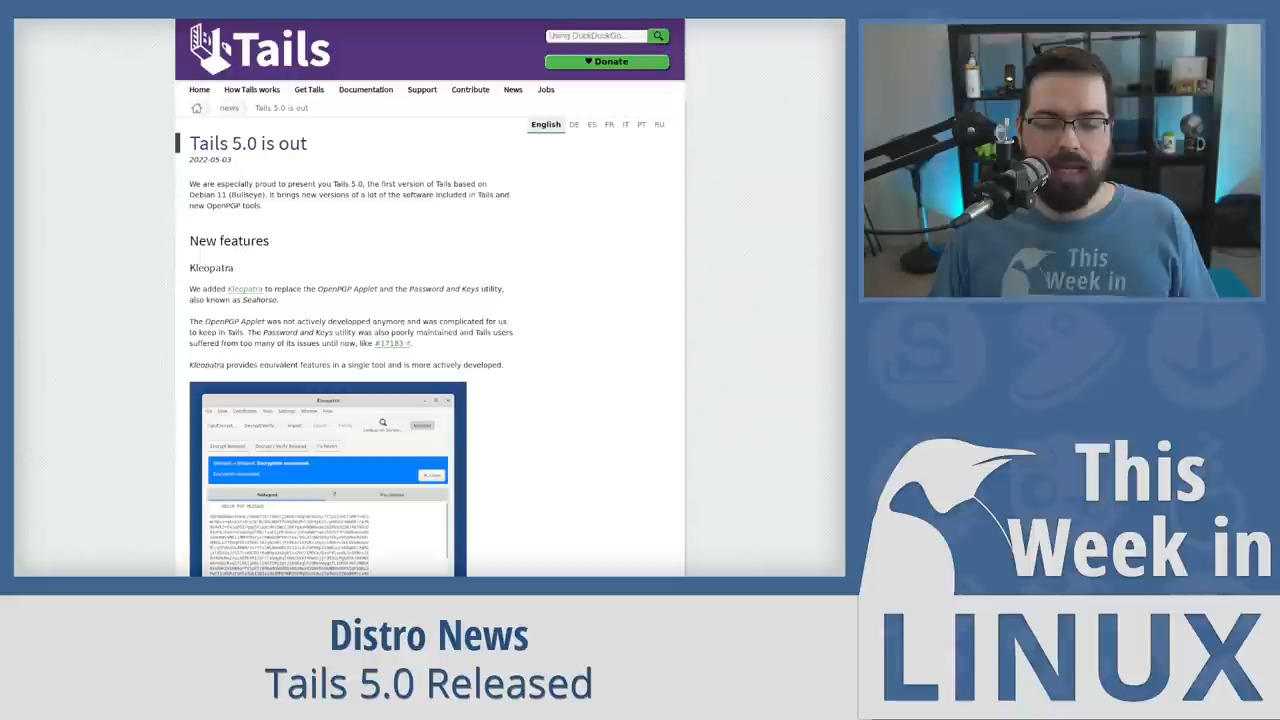 Tails
Using DuckDuckGo...
Donate
Home How Tails works Get Tails Documentation Support Contribute News Jobs
news Tails 5.0 is out
English DE ES FR IT PT RU
Tails 5.0 is out
2022-05-03
We are especially proud to present you Tails 5.0, the first version of Tails based on
Debian 11 (Bullseye). It brings new versions of a lot of the software included in Tails and
new OpenPGP tools.
New features
Kleopatra
We added Kleopatra to replace the OpenPGP Applet and the Password and Keys utility,
also known as Seahorse.
The OpenPGP Applet was not actively developped anymore and was complicated for us
to keep in Tails. The Password and Keys utility was also poorly maintained and Tails users
suffered from too many of its issues until now, like #17183.
Kleopatra provides equivalent features in a single tool and is more actively developed.
Kleopatra
This
Week in
This
Week in
LINUX
Distro News
Tails 5.0 Released